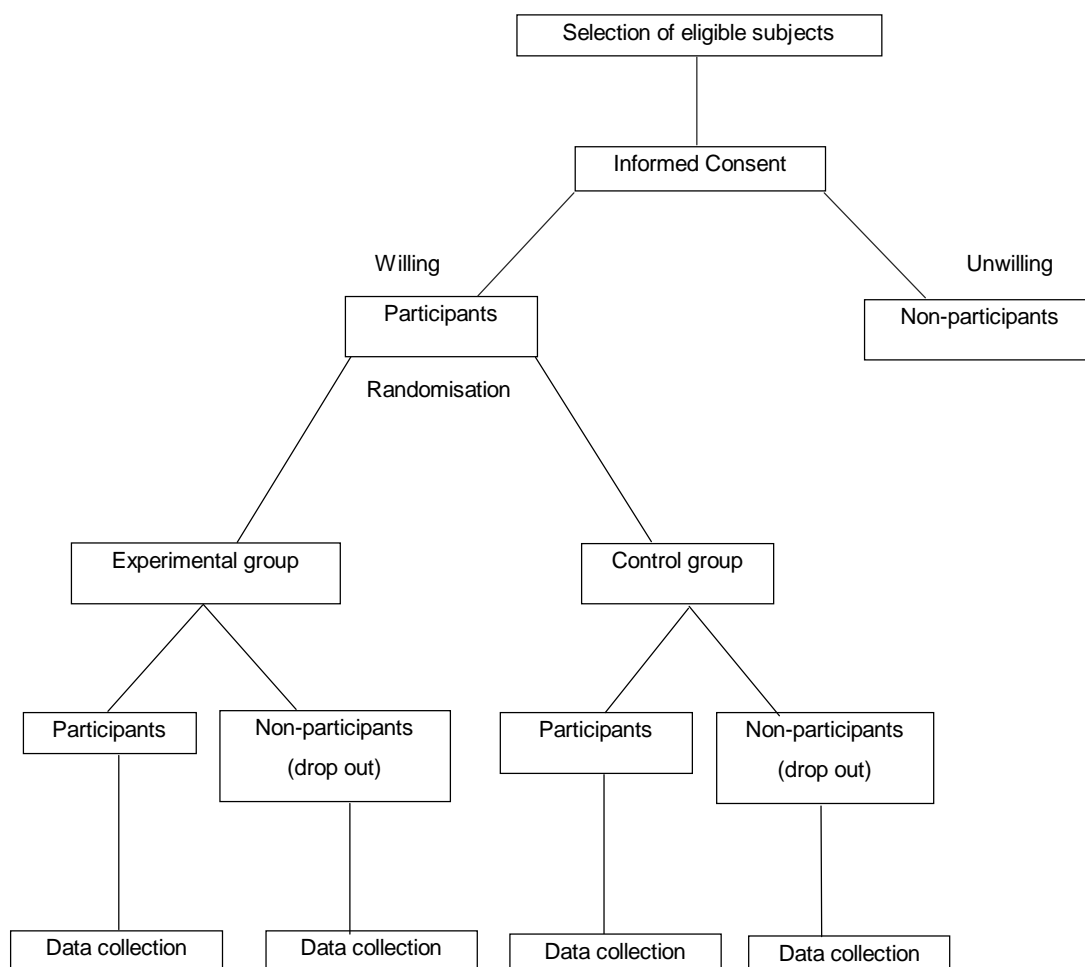 Selection of eligible subjects
Informed Consent
Willing
Unwilling
Participants
Non-participants
Randomisation
Experimental group
Control group
Participants
Non-participants
(drop out)
Participants
Non-participants
(drop out)
Data collection
Data collection
Data collection
Data collection